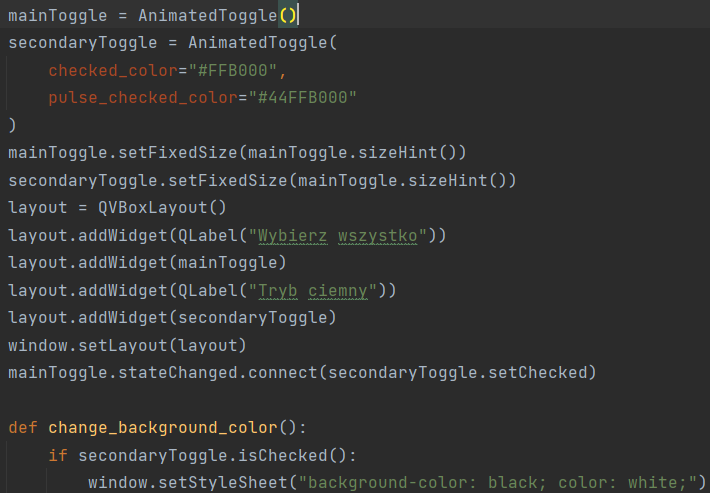 mainToggle = AnimatedToggle()
secondaryToggle = AnimatedToggle(
    checked_color="#FFB000",
    pulse_checked_color="#44FFB000"
)
mainToggle.setFixedSize(mainToggle.sizeHint())
secondaryToggle.setFixedSize(mainToggle.sizeHint())
layout = QVBoxLayout()
layout.addWidget(QLabel("Wybierz wszystko"))
layout.addWidget(mainToggle)
layout.addWidget(QLabel("Tryb ciemny"))
layout.addWidget(secondaryToggle)
window.setLayout(layout)
mainToggle.stateChanged.connect(secondaryToggle.setChecked)

def change_background_color():
    if secondaryToggle.isChecked():
        window.setStyleSheet("background-color: black; color: white;")